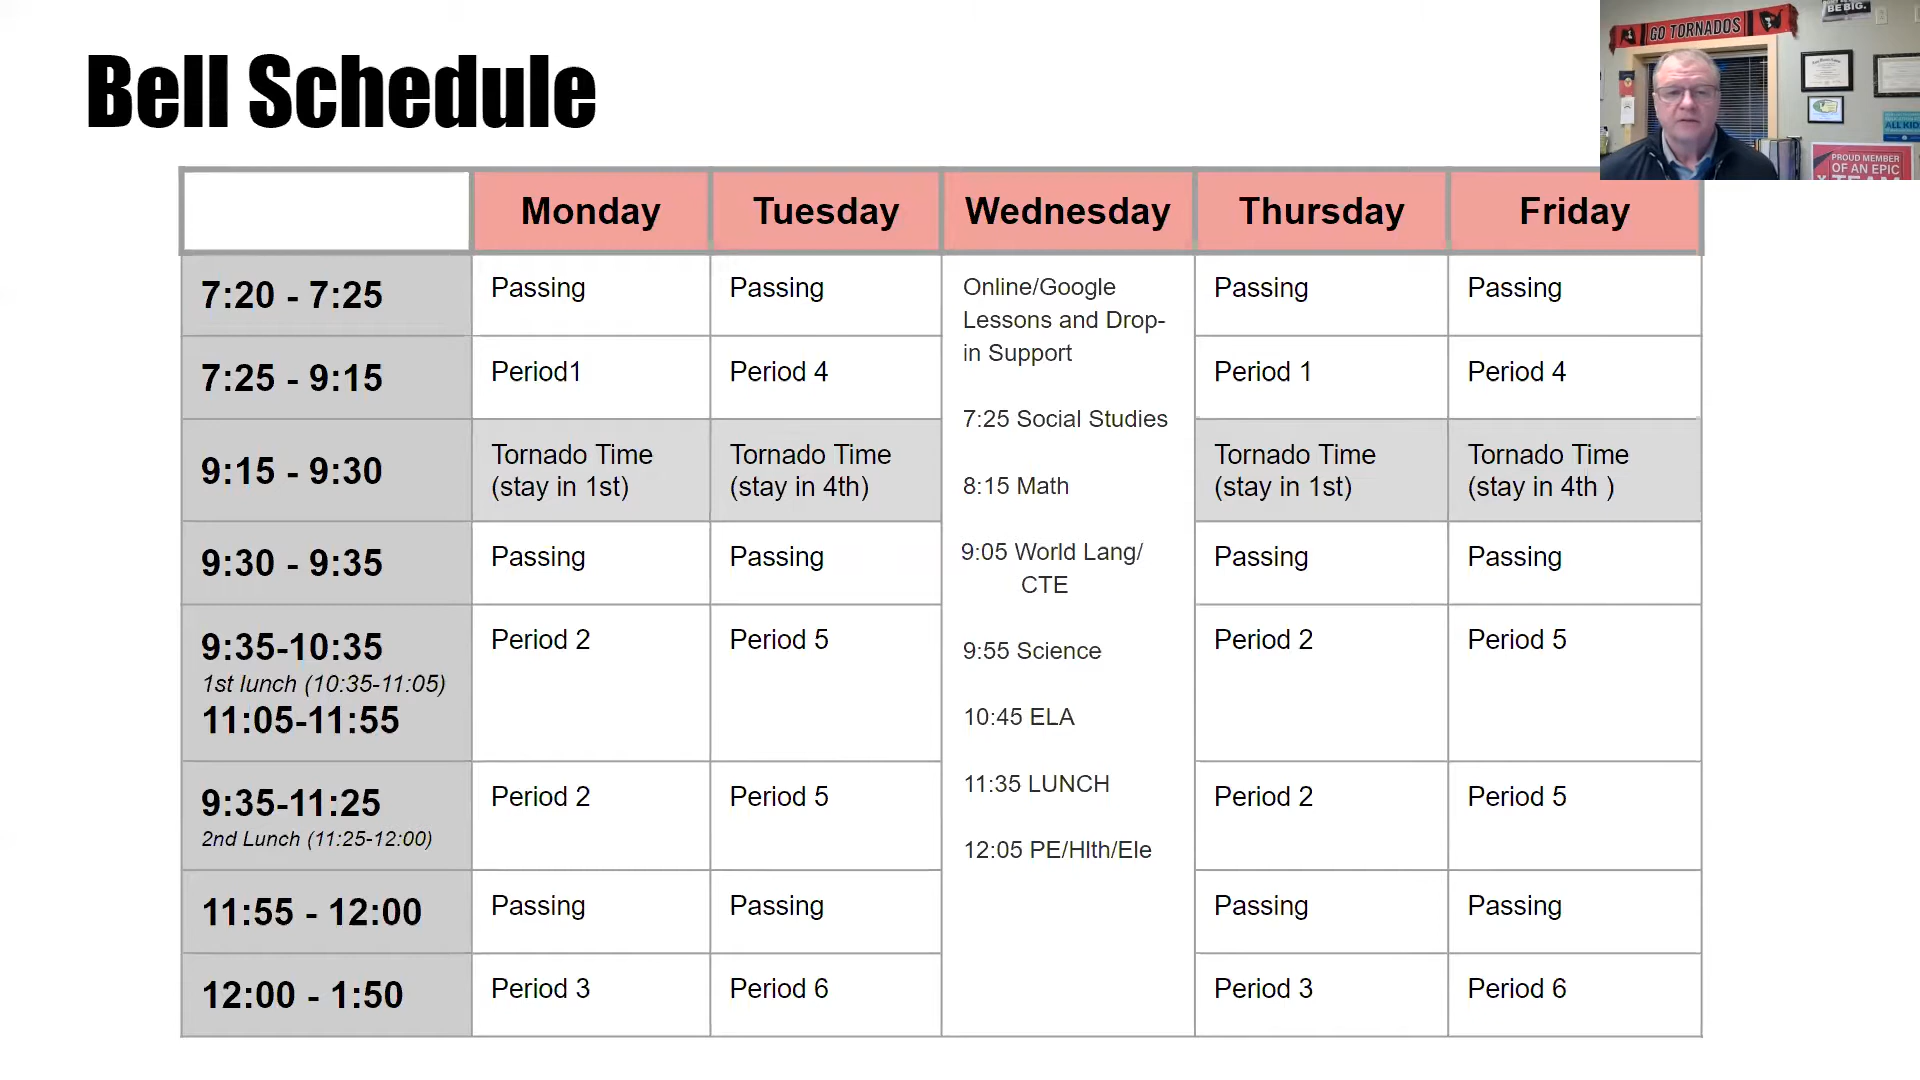 Bell Schedule
GO TORNADOS
BE BIG.
ALL KID
PROUD MEMBER
OF AN EPIC
TEAM
Monday Tuesday Wednesday Thursday Friday
7:20 - 7:25 Passing Passing Passing Passing
Online/Google
Lessons and Drop-
in Support
7:25 - 9:15 Period1 Period 4 Period 1 Period 4
7:25 Social Studies
9:15 - 9:30
Tornado Time
(stay in 1st)
Tornado Time
(stay in 4th)
8:15 Math
Tornado Time
(stay in 1st)
Tornado Time
(stay in 4th )
9:30 - 9:35 Passing Passing Passing Passing
9:05 World Lang/
CTE
9:35-10:35 Period 2 Period 5 Period 2 Period 5
1st lunch (10:35-11:05)
11:05-11:55
9:55 Science
10:45 ELA
9:35-11:25 Period 2 Period 5 Period 2 Period 5
2nd Lunch (11:25-12:00)
11:35 LUNCH
12:05 PE/Hlth/Ele
11:55 - 12:00 Passing Passing Passing Passing
12:00 - 1:50 Period 3 Period 6 Period 3 Period 6